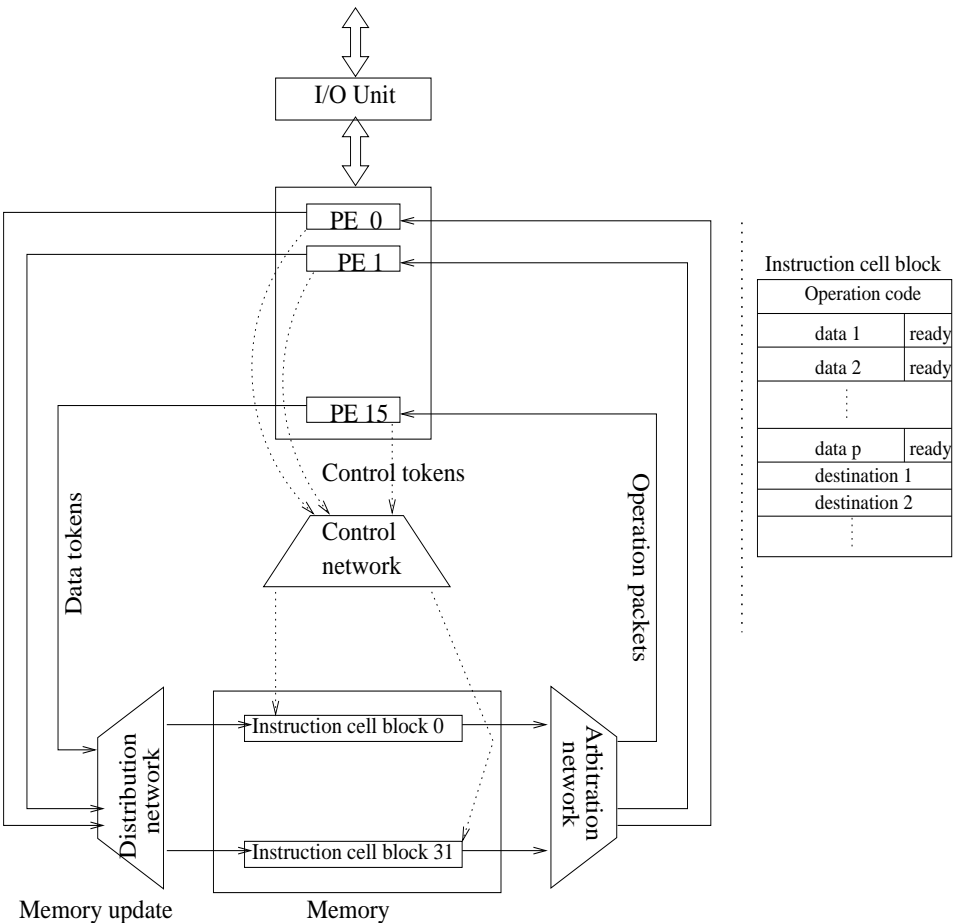 I/O Unit
PE 0
PE 1
PE 15
Control tokens
Control
network
Data tokens
Operation packets
Distribution
network
Instruction cell block 0
Instruction cell block 31
Arbitration
network
Memory update
Memory
Instruction cell block
Operation code
data 1 ready
data 2 ready
data p ready
destination 1
destination 2